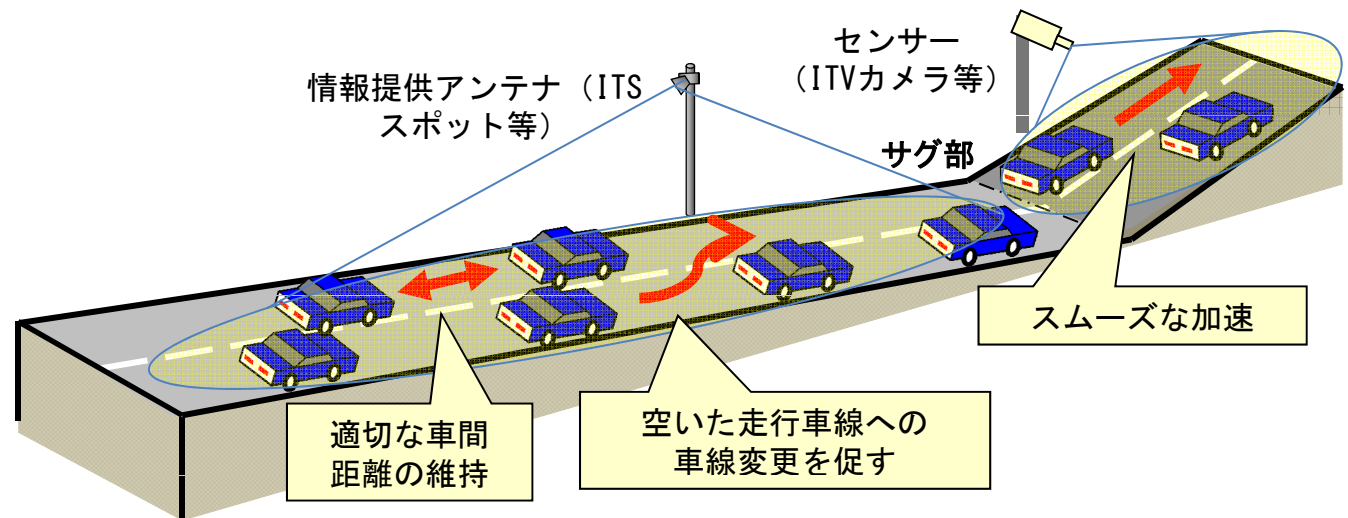 センサー
（ITVカメラ等）
情報提供アンテナ（ITS
スポット等）
サグ部
スムーズな加速
適切な車間
距離の維持
空いた走行車線への
車線変更を促す